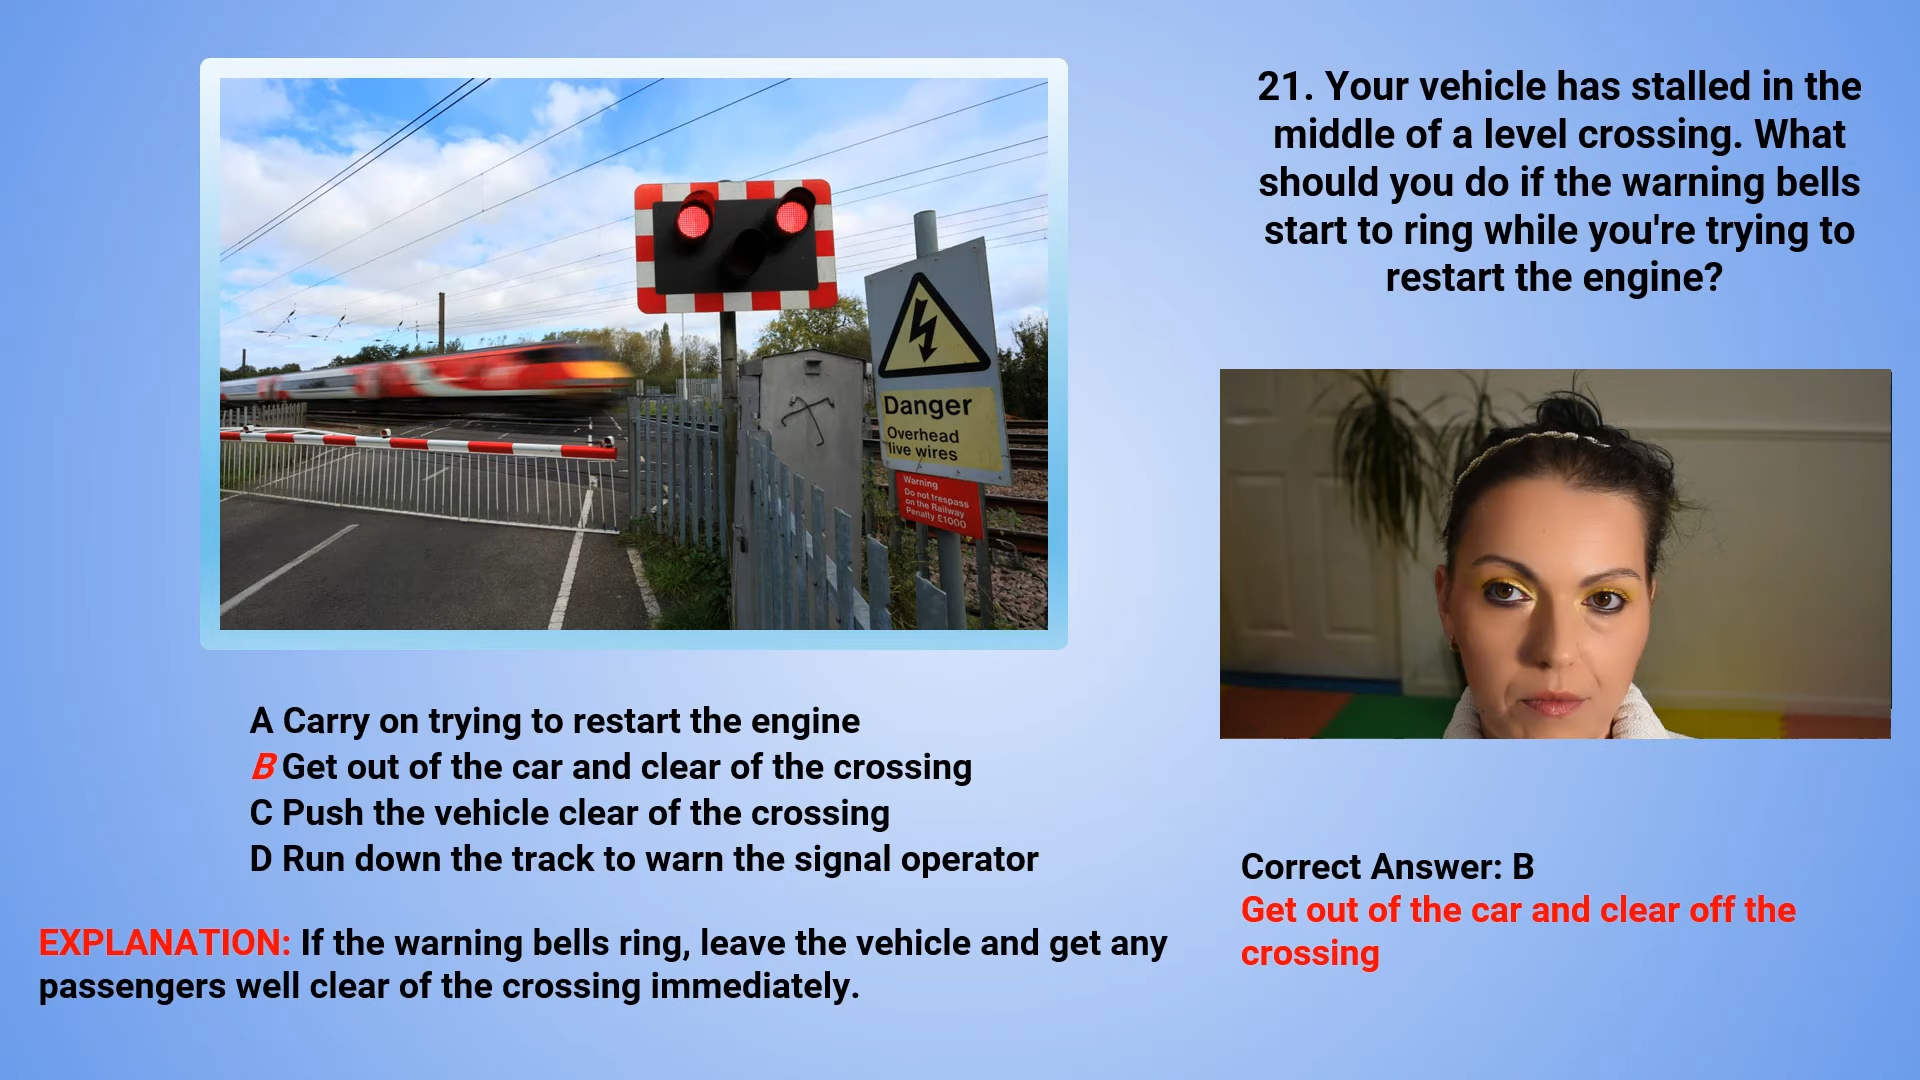 21. Your vehicle has stalled in the
middle of a level crossing. What
should you do if the warning bells
start to ring while you're trying to
restart the engine?
Danger
Overhead
live wires
Warning
Do not trespass
on the Railway
Penalty £1000
A Carry on trying to restart the engine
B Get out of the car and clear of the crossing
C Push the vehicle clear of the crossing
D Run down the track to warn the signal operator
Correct Answer: B
Get out of the car and clear off the
crossing
EXPLANATION: If the warning bells ring, leave the vehicle and get any
passengers well clear of the crossing immediately.